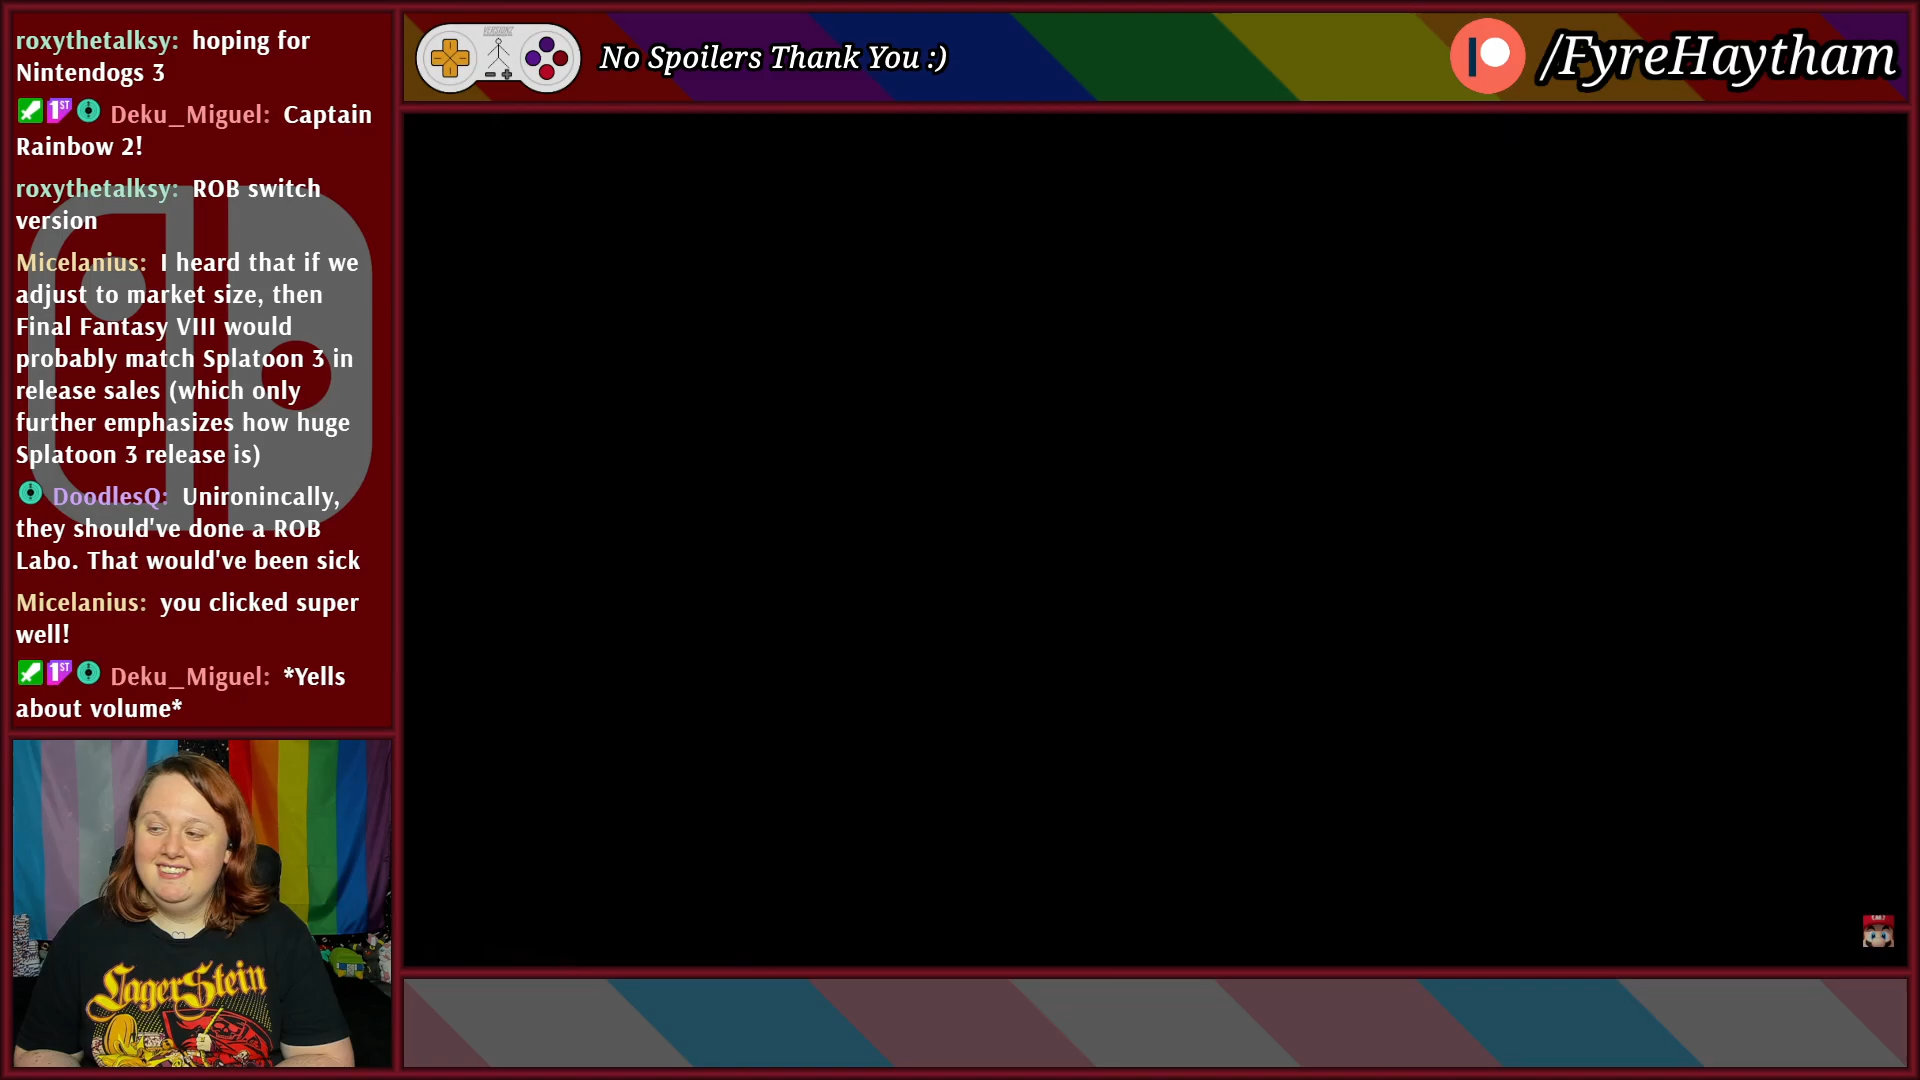 roxythetalksy: hoping for
Nintendogs 3
1ST Deku_Miguel: Captain
Rainbow 2!
roxythetalksy: ROB switch
version
Micelanius: I heard that if we
adjust to market size, then
Final Fantasy VIII would
probably match Splatoon 3 in
release sales (which only
further emphasizes how huge
Splatoon 3 release is)
DoodlesQ: Unironincally,
they should've done a ROB
Labo. That would've been sick
Micelanius: you clicked super
well!
1ST Deku_Miguel: *Yells
about volume*
No Spoilers Thank You :)
/FyreHaytham
LagerStein